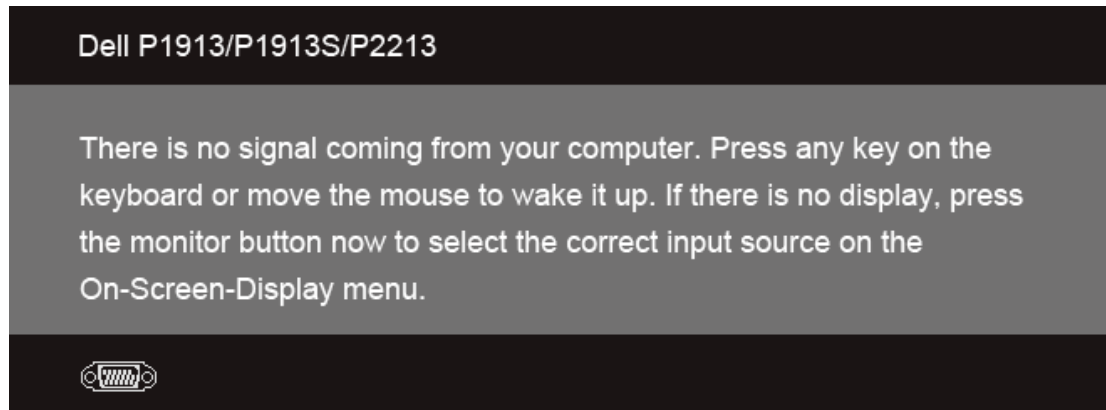 Dell P1913/P1913S/P2213
There is no signal coming from your computer. Press any key on the
keyboard or move the mouse to wake it up. If there is no display, press
the monitor button now to select the correct input source on the
On-Screen-Display menu.